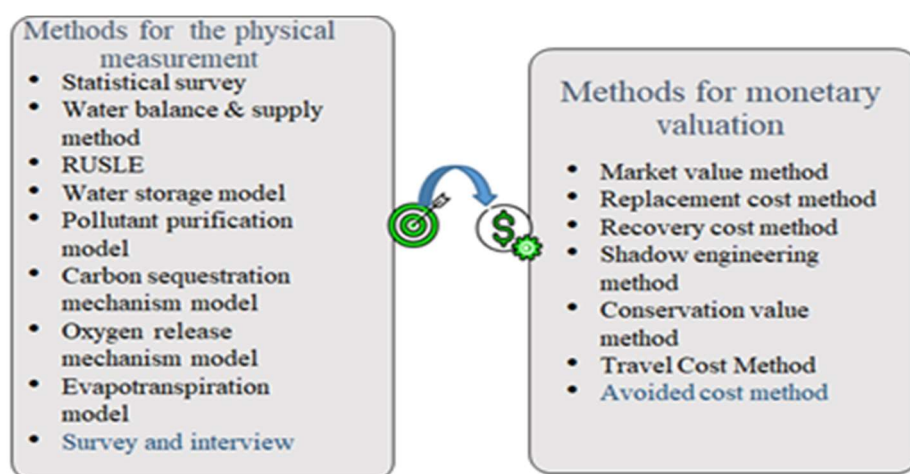 Methods for the physical
measurement
• Statistical survey
• Water balance & supply
method
• RUSLE
• Water storage model
• Pollutant purification
model
• Carbon sequestration
mechanism model
• Oxygen release
mechanism model
• Evapotranspiration
model
• Survey and interview
$
Methods for monetary
valuation
• Market value method
• Replacement cost method
• Recovery cost method
• Shadow engineering
method
• Conservation value
method
• Travel Cost Method
• Avoided cost method